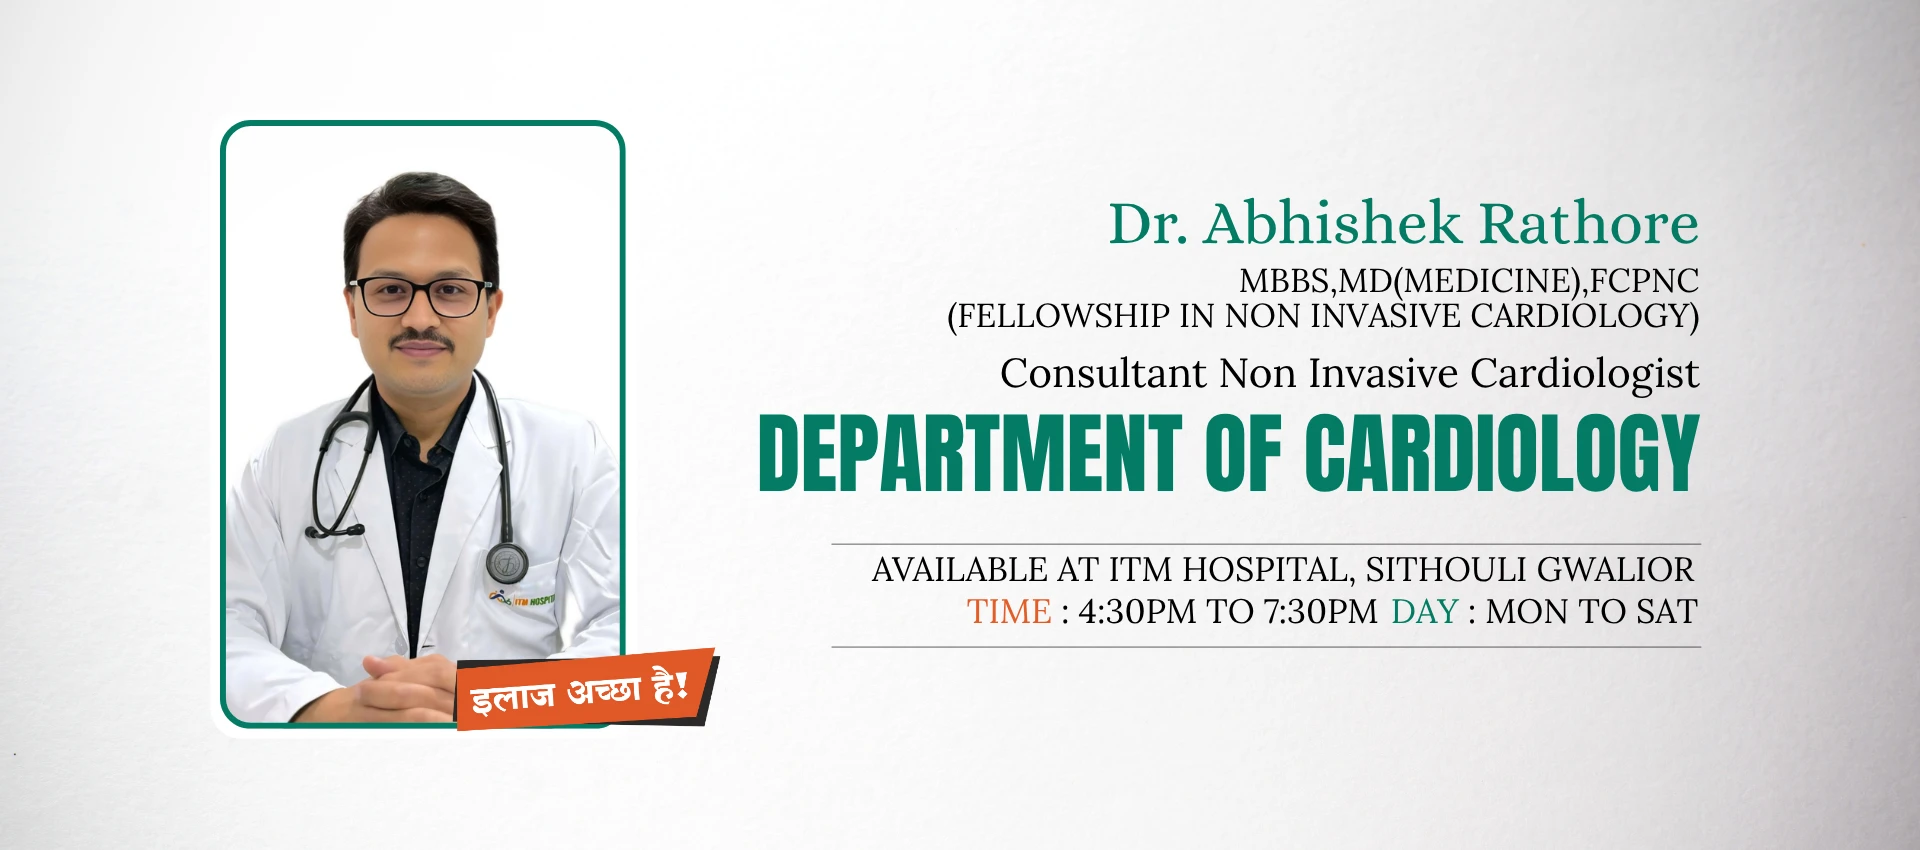 Dr. Abhishek Rathore
MBBS,MD(MEDICINE),FCPNC
(FELLOWSHIP IN NON INVASIVE CARDIOLOGY)
Consultant Non Invasive Cardiologist
DEPARTMENT OF CARDIOLOGY
AVAILABLE AT ITM HOSPITAL, SITHOULI GWALIOR
TIME : 4:30PM TO 7:30PM DAY : MON TO SAT
ITM
इलाज अच्छा है!